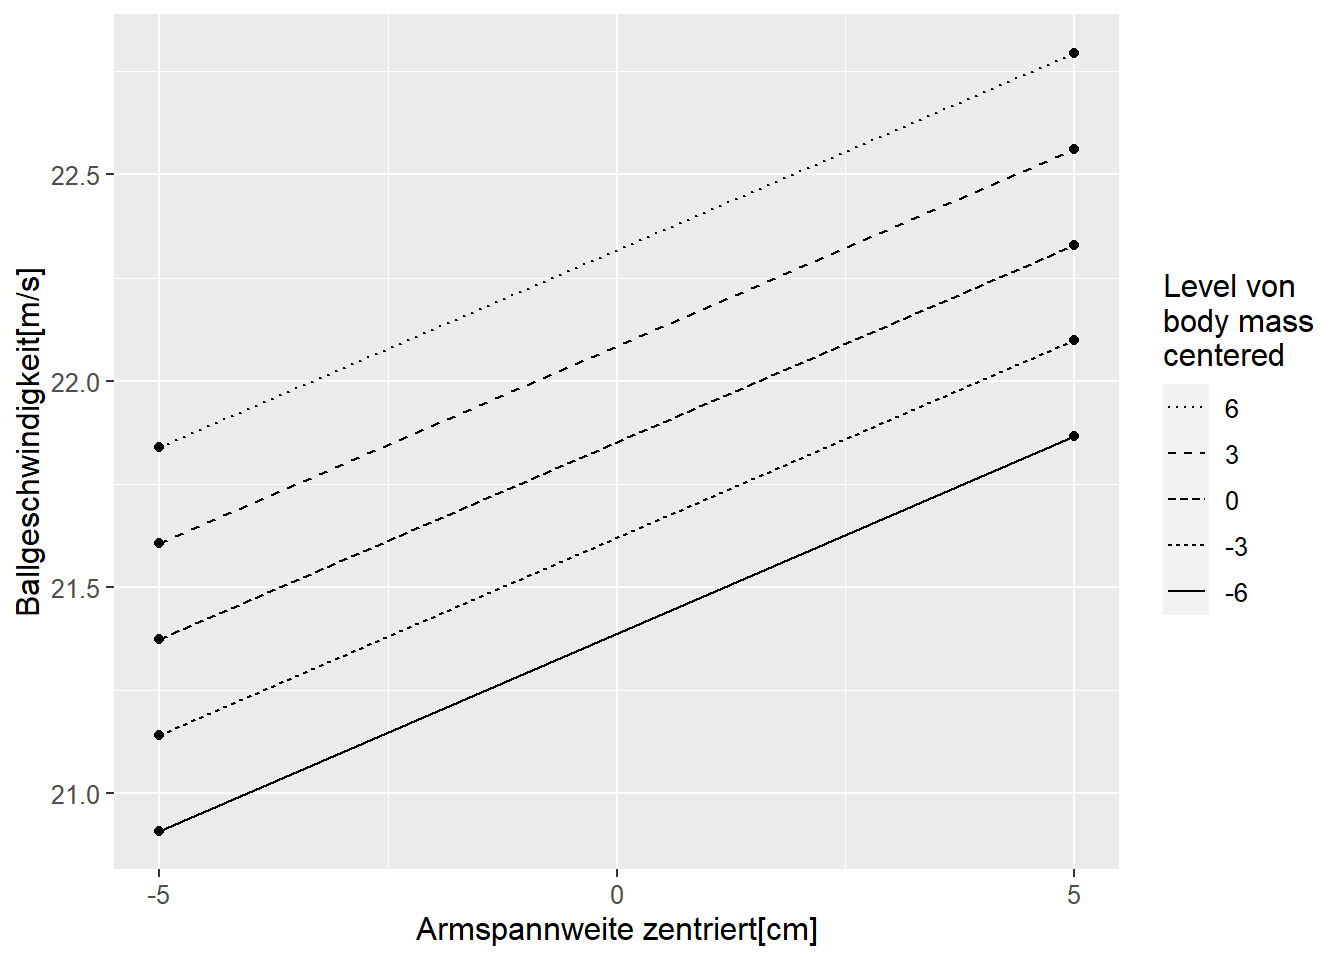 Ballgeschwindigkeit[m/s]
22.5
22.0
21.5
21.0
-5
0
5
Armspannweite zentriert[cm]
Level von
body mass
centered
6
3
0
-3
-6